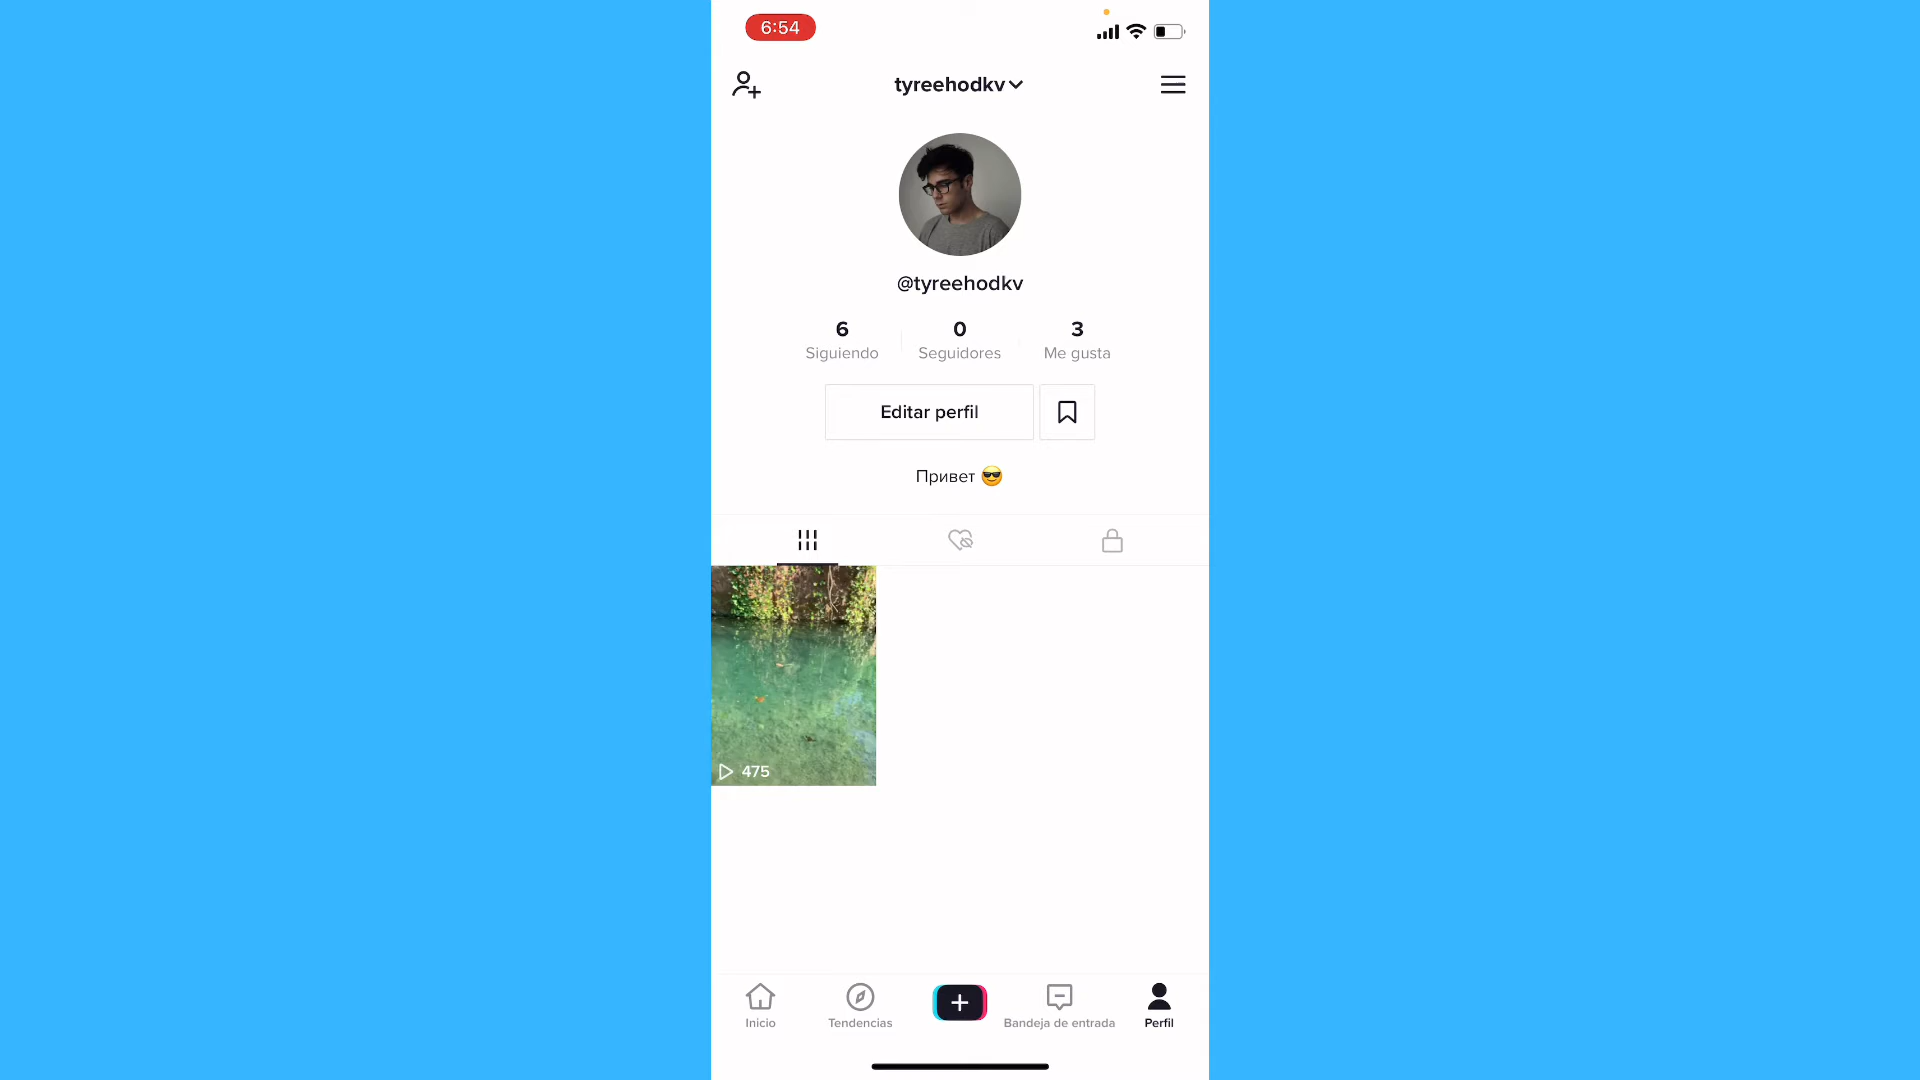 6:54
tyreehodkv
@tyreehodkv
6 0 3
Siguiendo Seguidores Me gusta
Editar perfil
Привет 😎
475
Inicio Tendencias Bandeja de entrada Perfil